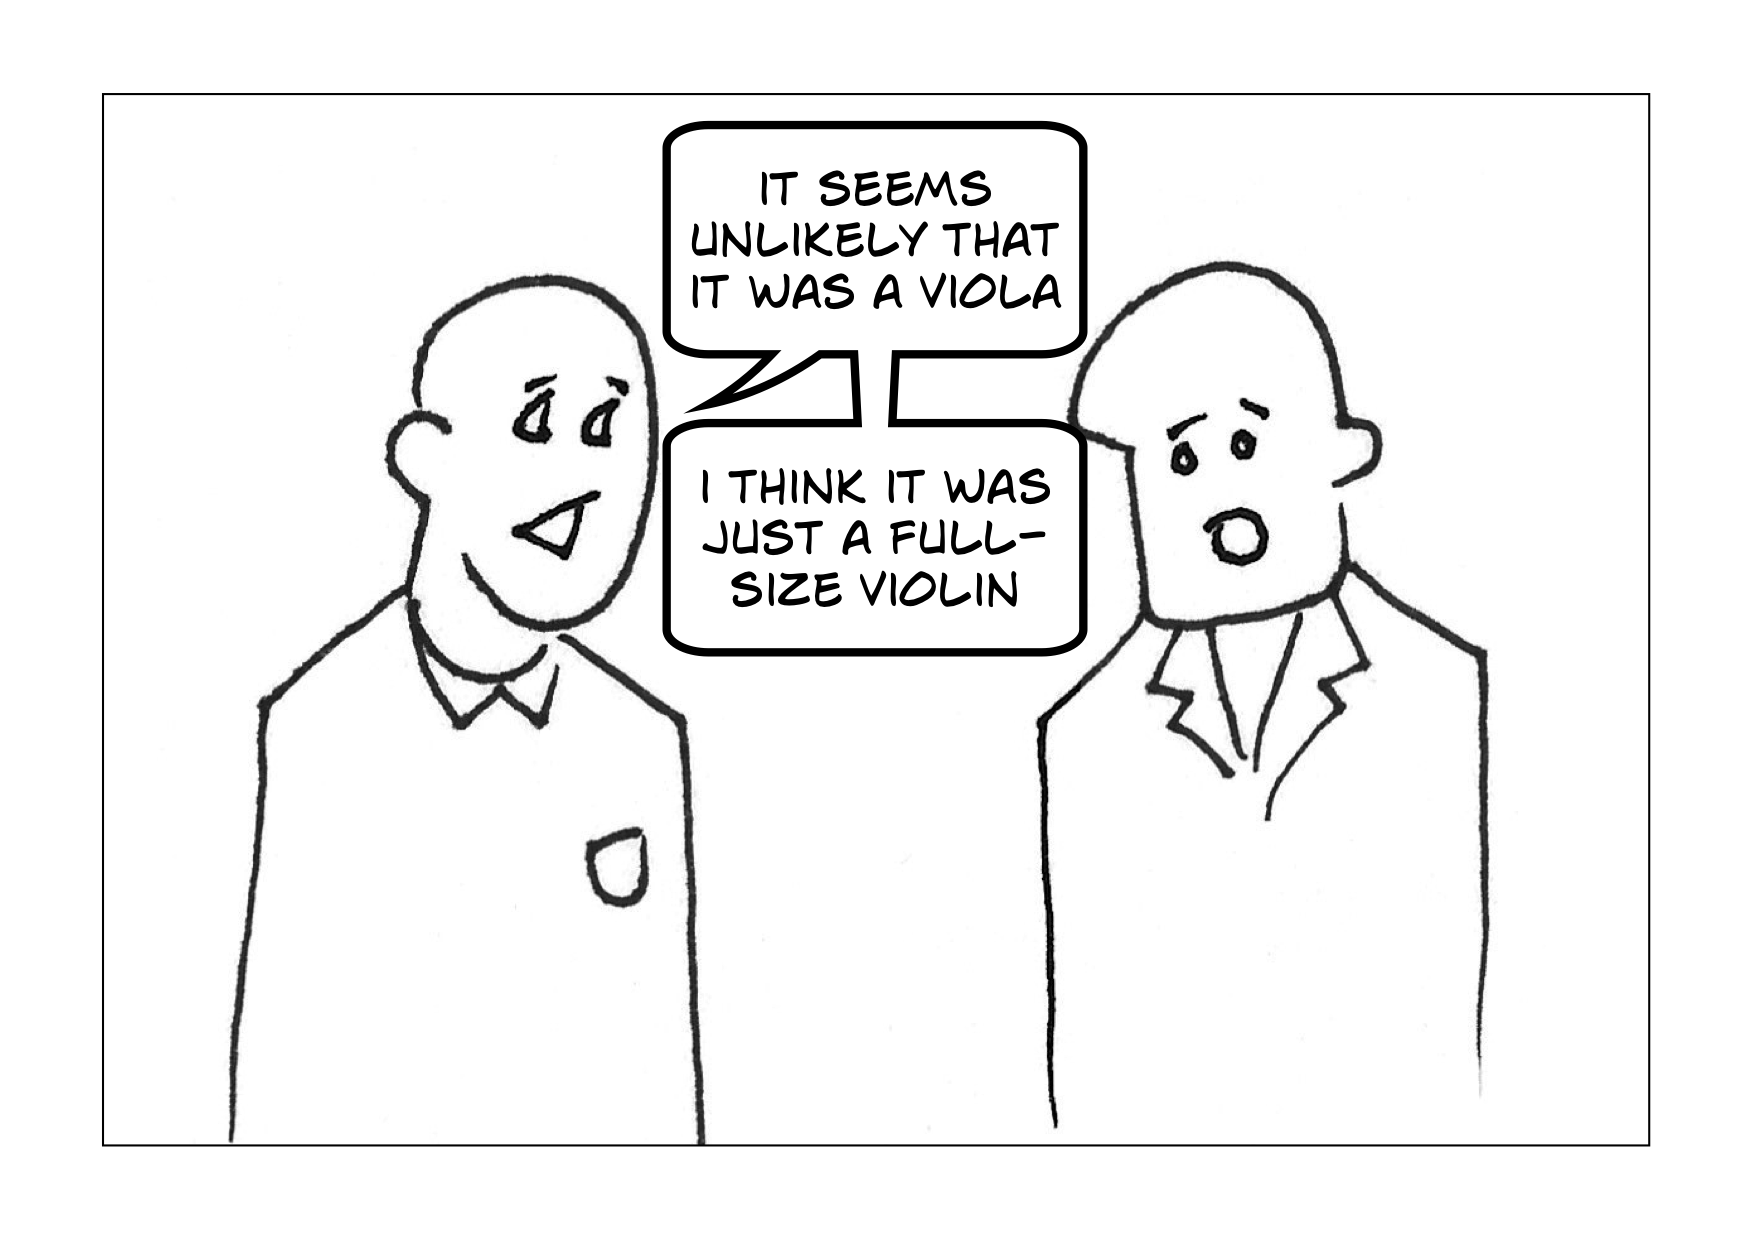 IT SEEMS
UNLIKELY THAT
IT WAS A VIOLA
I THINK IT WAS
JUST A FULL-
SIZE VIOLIN